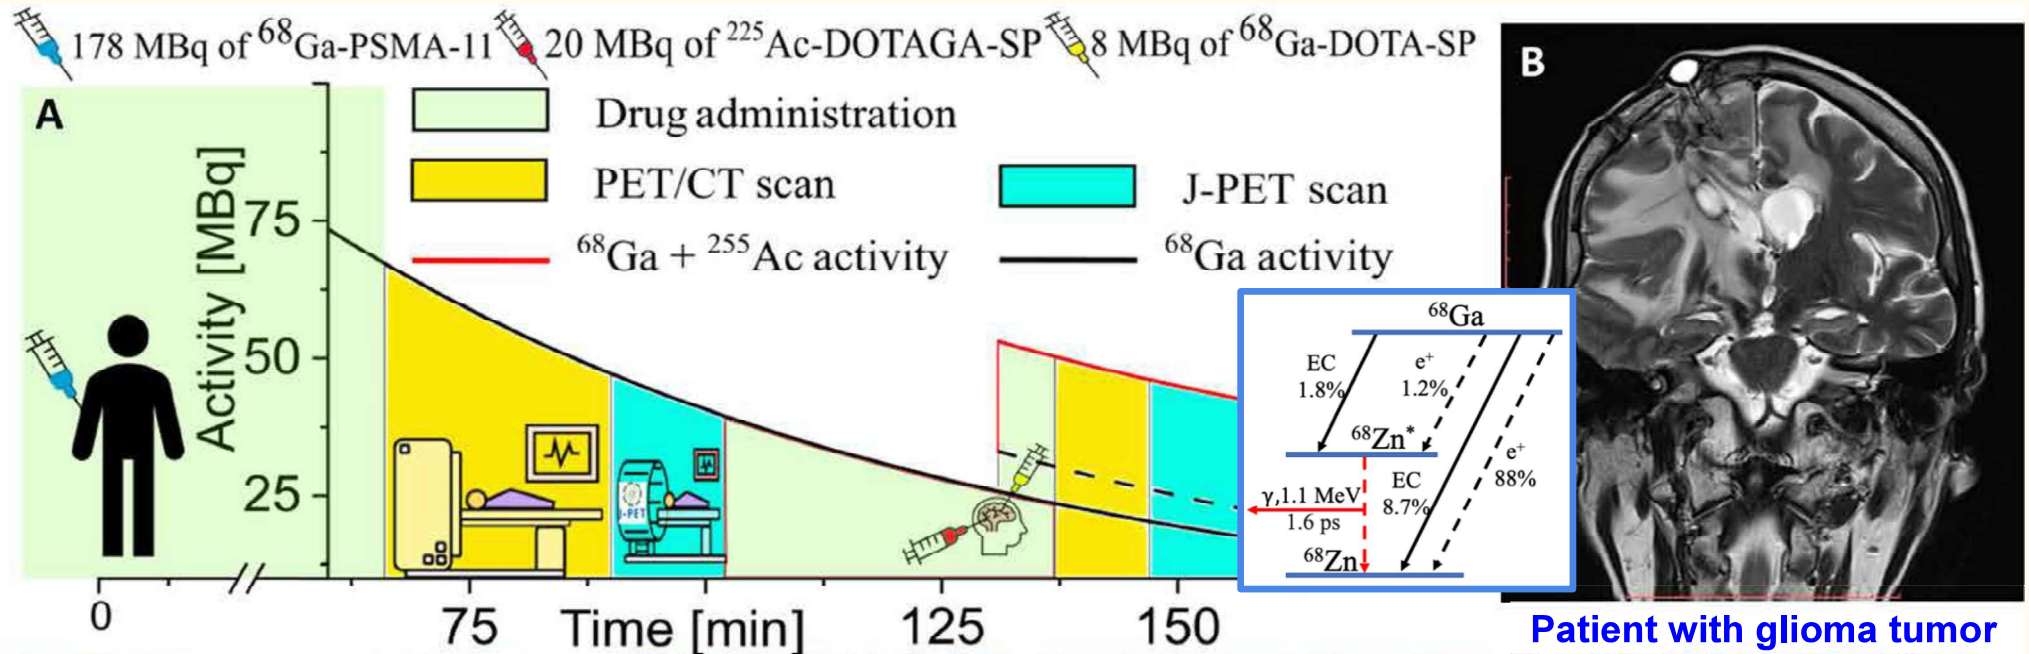 178 MBq of ⁶⁸Ga-PSMA-11 20 MBq of ²²⁵Ac-DOTAGA-SP 8 MBq of ⁶⁸Ga-DOTA-SP
A
Drug administration
PET/CT scan
J-PET scan
⁶⁸Ga + ²⁵⁵Ac activity
⁶⁸Ga activity
Activity [MBq]
75
50
25
J-PET
0
75
Time [min]
125
150
⁶⁸Ga
EC
1.8%
e⁺
1.2%
⁶⁸Zn*
e⁺
88%
EC
8.7%
γ,1.1 MeV
1.6 ps
⁶⁸Zn
B
Patient with glioma tumor